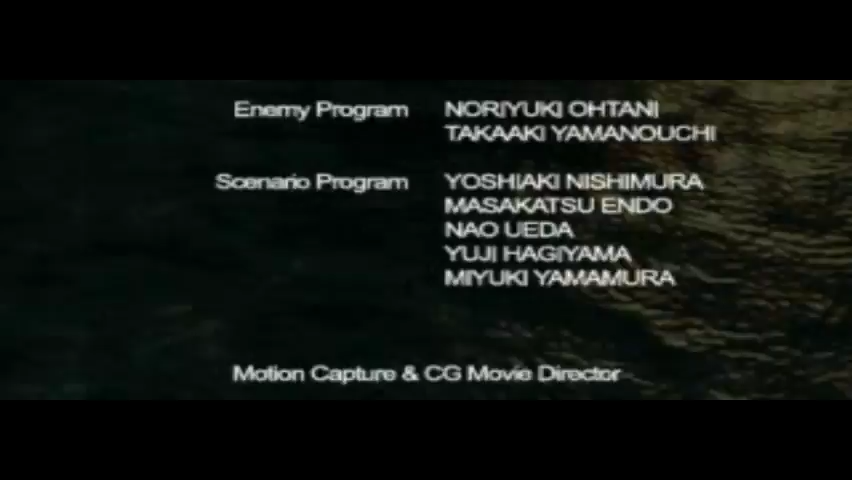 Enemy Program NORIYUKI OHTANI
TAKAAKI YAMANOUCHI
Scenario Program YOSHIAKI NISHIMURA
MASAKATSU ENDO
NAO UEDA
YUJI HAGIYAMA
MIYUKI YAMAMURA
Motion Capture & CG Movie Director